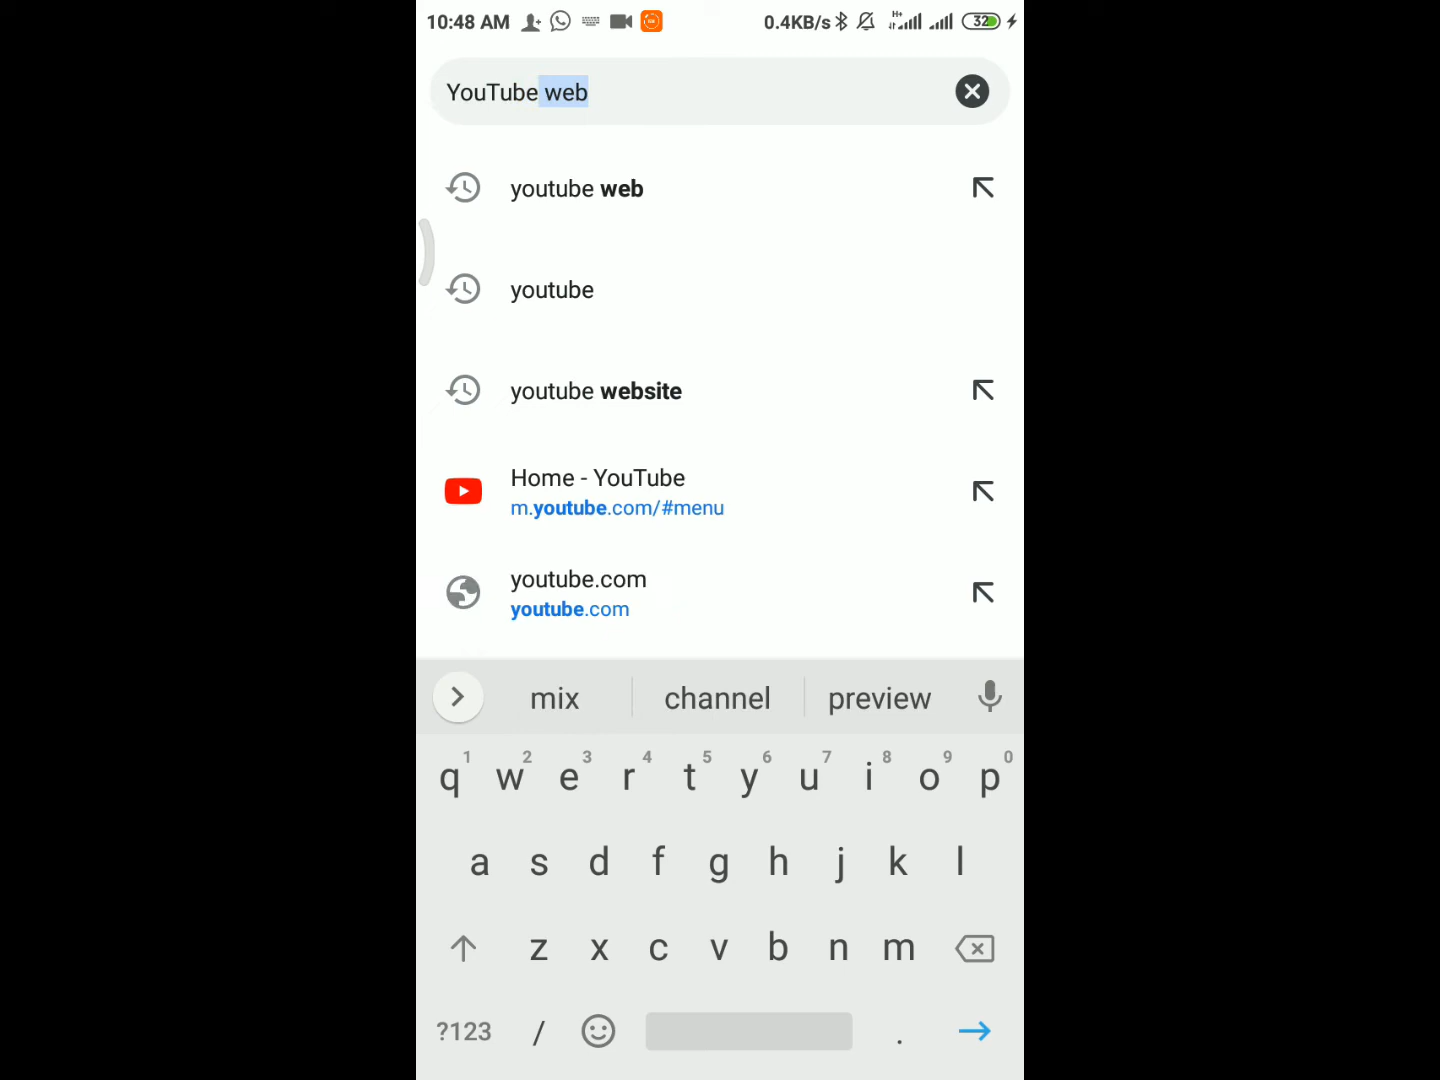 10:48 AM 0.4KB/s H+ 32
YouTube web
youtube web
youtube
youtube website
Home - YouTube
m.youtube.com/#menu
youtube.com
youtube.com
mix channel preview
1 2 3 4 5 6 7 8 9 0
q w e r t y u i o p
a s d f g h j k l
z x c v b n m
?123 / .